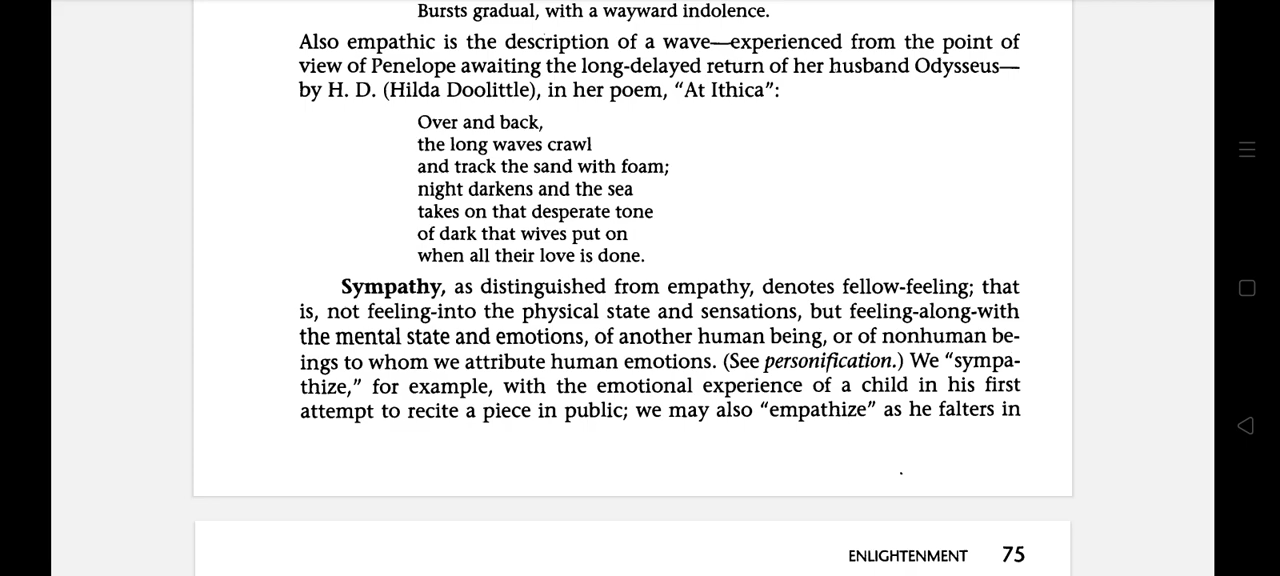 Bursts gradual, with a wayward indolence.
Also empathic is the description of a wave—experienced from the point of
view of Penelope awaiting the long-delayed return of her husband Odysseus—
by H. D. (Hilda Doolittle), in her poem, “At Ithica”:
Over and back,
the long waves crawl
and track the sand with foam;
night darkens and the sea
takes on that desperate tone
of dark that wives put on
when all their love is done.
Sympathy, as distinguished from empathy, denotes fellow-feeling; that
is, not feeling-into the physical state and sensations, but feeling-along-with
the mental state and emotions, of another human being, or of nonhuman be-
ings to whom we attribute human emotions. (See personification.) We “sympa-
thize,” for example, with the emotional experience of a child in his first
attempt to recite a piece in public; we may also “empathize” as he falters in
ENLIGHTENMENT 75